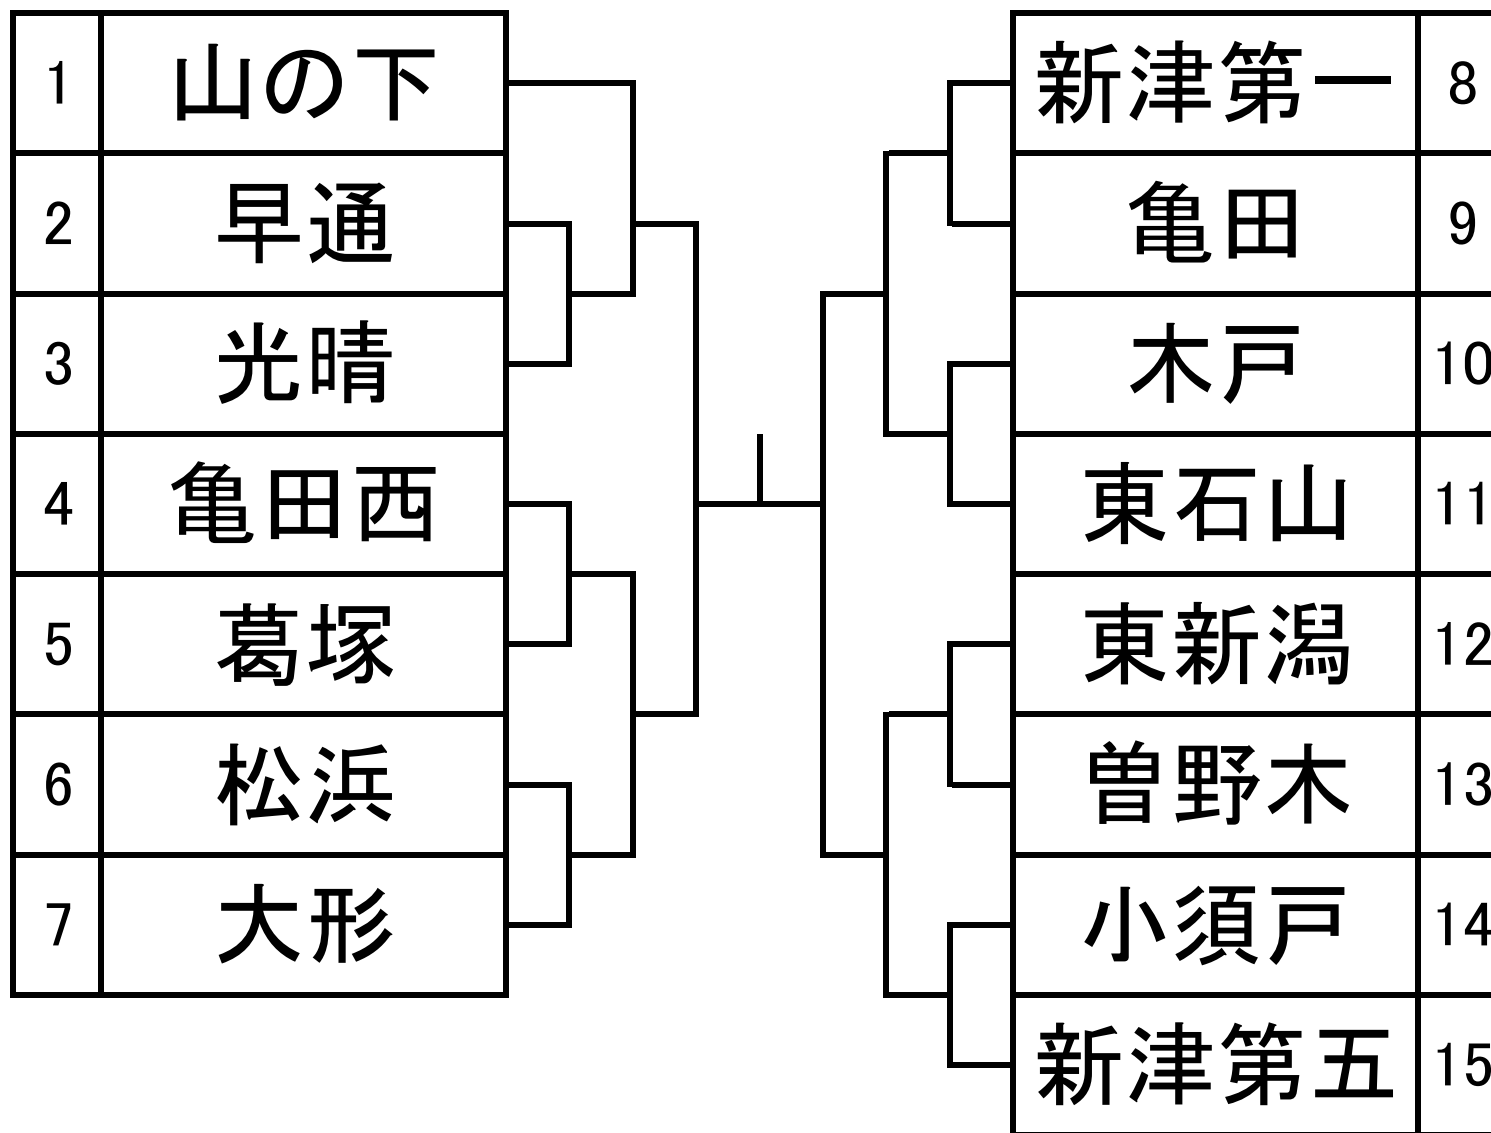 1 山の下
2 早通
3 光晴
4 亀田西
5 葛塚
6 松浜
7 大形
新津第一 8
亀田 9
木戸 10
東石山 11
東新潟 12
曽野木 13
小須戸 14
新津第五 15